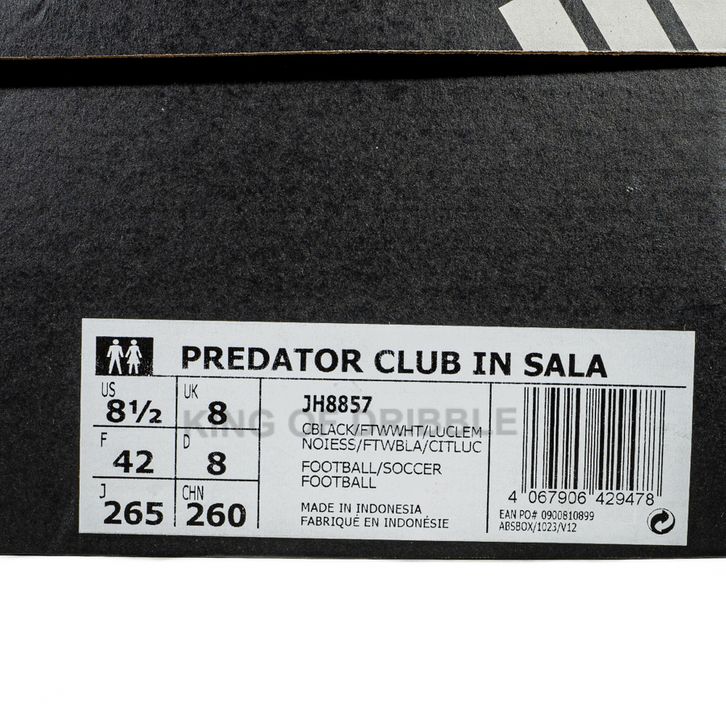 PREDATOR CLUB IN SALA
US
8½
UK
8
F
42
D
8
J
265
CHN
260
JH8857
CBLACK/FTWWHT/LUCLEM
NOIESS/FTWBLA/CITLUC
FOOTBALL/SOCCER
FOOTBALL
MADE IN INDONESIA
FABRIQUÉ EN INDONÉSIE
4 067906 429478
EAN PO# 0900810899
ABSBOX/1023/V12
KING OF DRIBBLE